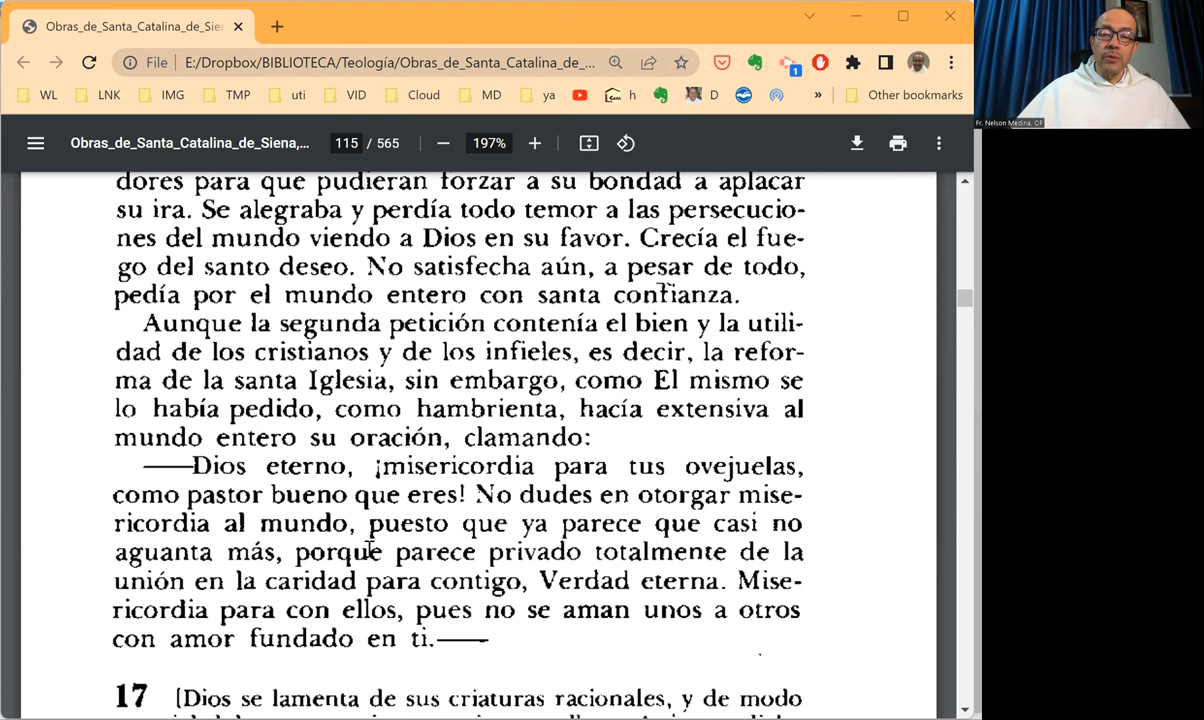 Obras_de_Santa_Catalina_de_Sie
File
E:/Dropbox/BIBLIOTECA/Teología/Obras_de_Santa_Catalina_de_...
1
WL LNK IMG TMP uti VID Cloud MD ya h D » Other bookmarks
Obras_de_Santa_Catalina_de_Siena,... 115 / 565 197%
Fr. Nelson Medina, OP
dores para que pudieran forzar a su bondad a aplacar
su ira. Se alegraba y perdía todo temor a las persecucio-
nes del mundo viendo a Dios en su favor. Crecía el fue-
go del santo deseo. No satisfecha aún, a pesar de todo,
pedía por el mundo entero con santa confianza.
Aunque la segunda petición contenía el bien y la utili-
dad de los cristianos y de los infieles, es decir, la refor-
ma de la santa Iglesia, sin embargo, como El mismo se
lo había pedido, como hambrienta, hacía extensiva al
mundo entero su oración, clamando:
——Dios eterno, ¡misericordia para tus ovejuelas,
como pastor bueno que eres! No dudes en otorgar mise-
ricordia al mundo, puesto que ya parece que casi no
aguanta más, porque parece privado totalmente de la
unión en la caridad para contigo, Verdad eterna. Mise-
ricordia para con ellos, pues no se aman unos a otros
con amor fundado en ti.——
17 [Dios se lamenta de sus criaturas racionales, y de modo